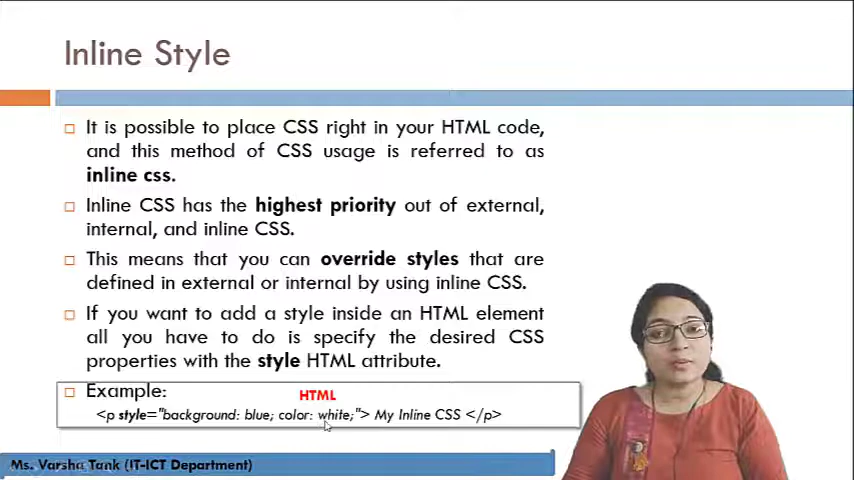 Inline Style
It is possible to place CSS right in your HTML code,
and this method of CSS usage is referred to as
inline css.
Inline CSS has the highest priority out of external,
internal, and inline CSS.
This means that you can override styles that are
defined in external or internal by using inline CSS.
If you want to add a style inside an HTML element
all you have to do is specify the desired CSS
properties with the style HTML attribute.
Example:
HTML
<p style="background: blue; color: white;"> My Inline CSS </p>
Ms. Varsha Tank (IT-ICT Department)